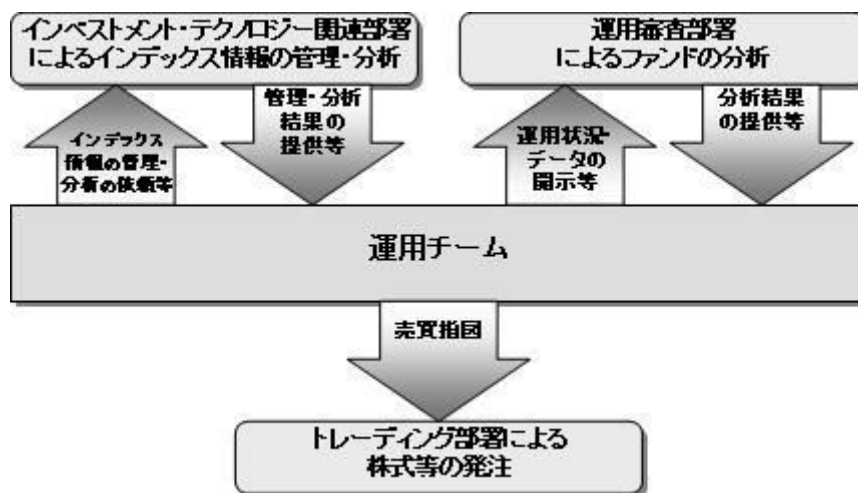 インベストメント・テクノロジー関連部署
によるインデックス情報の管理・分析
運用審査部署
によるファンドの分析
インデックス
情報の管理・
分析の依頼等
管理・分析
結果の
提供等
運用状況・
データの
開示等
分析結果
の提供等
運用チーム
売買指図
トレーディング部署による
株式等の発注